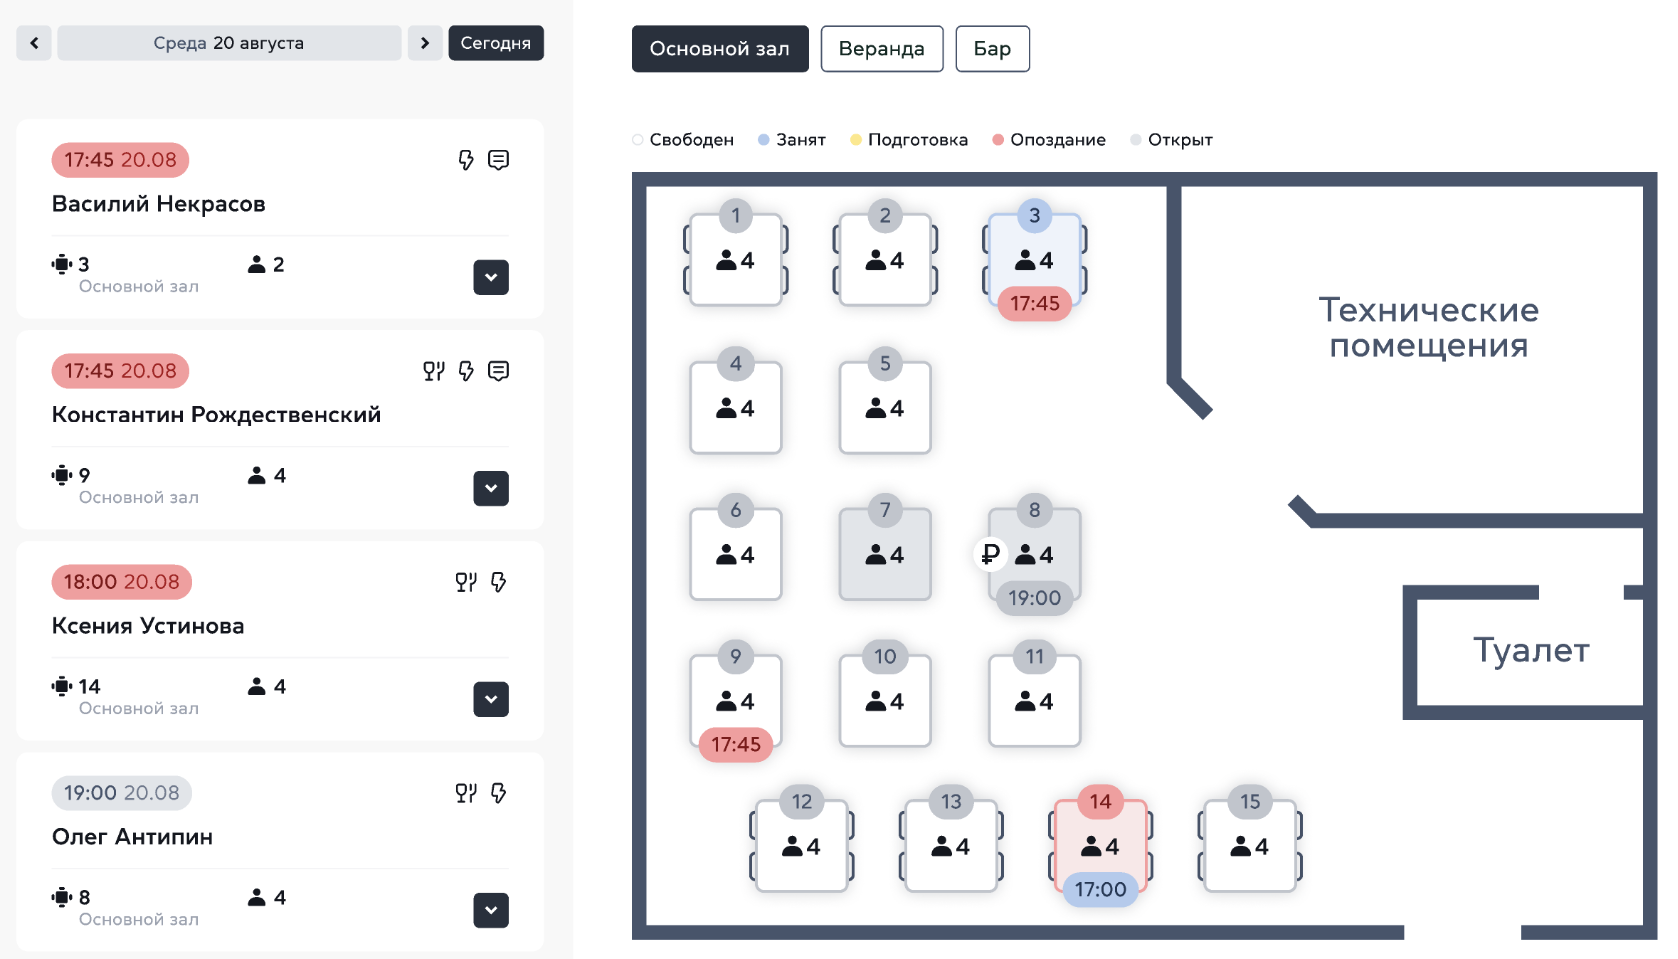 Среда 20 августа
Сегодня
17:45 20.08
Василий Некрасов
3
2
Основной зал
17:45 20.08
Константин Рождественский
9
4
Основной зал
18:00 20.08
Ксения Устинова
14
4
Основной зал
19:00 20.08
Олег Антипин
8
4
Основной зал
Основной зал
Веранда
Бар
Свободен
Занят
Подготовка
Опоздание
Открыт
1
4
2
4
3
4
17:45
4
4
5
4
6
4
7
4
8
₽
4
19:00
9
4
17:45
10
4
11
4
12
4
13
4
14
4
17:00
15
4
Технические
помещения
Туалет